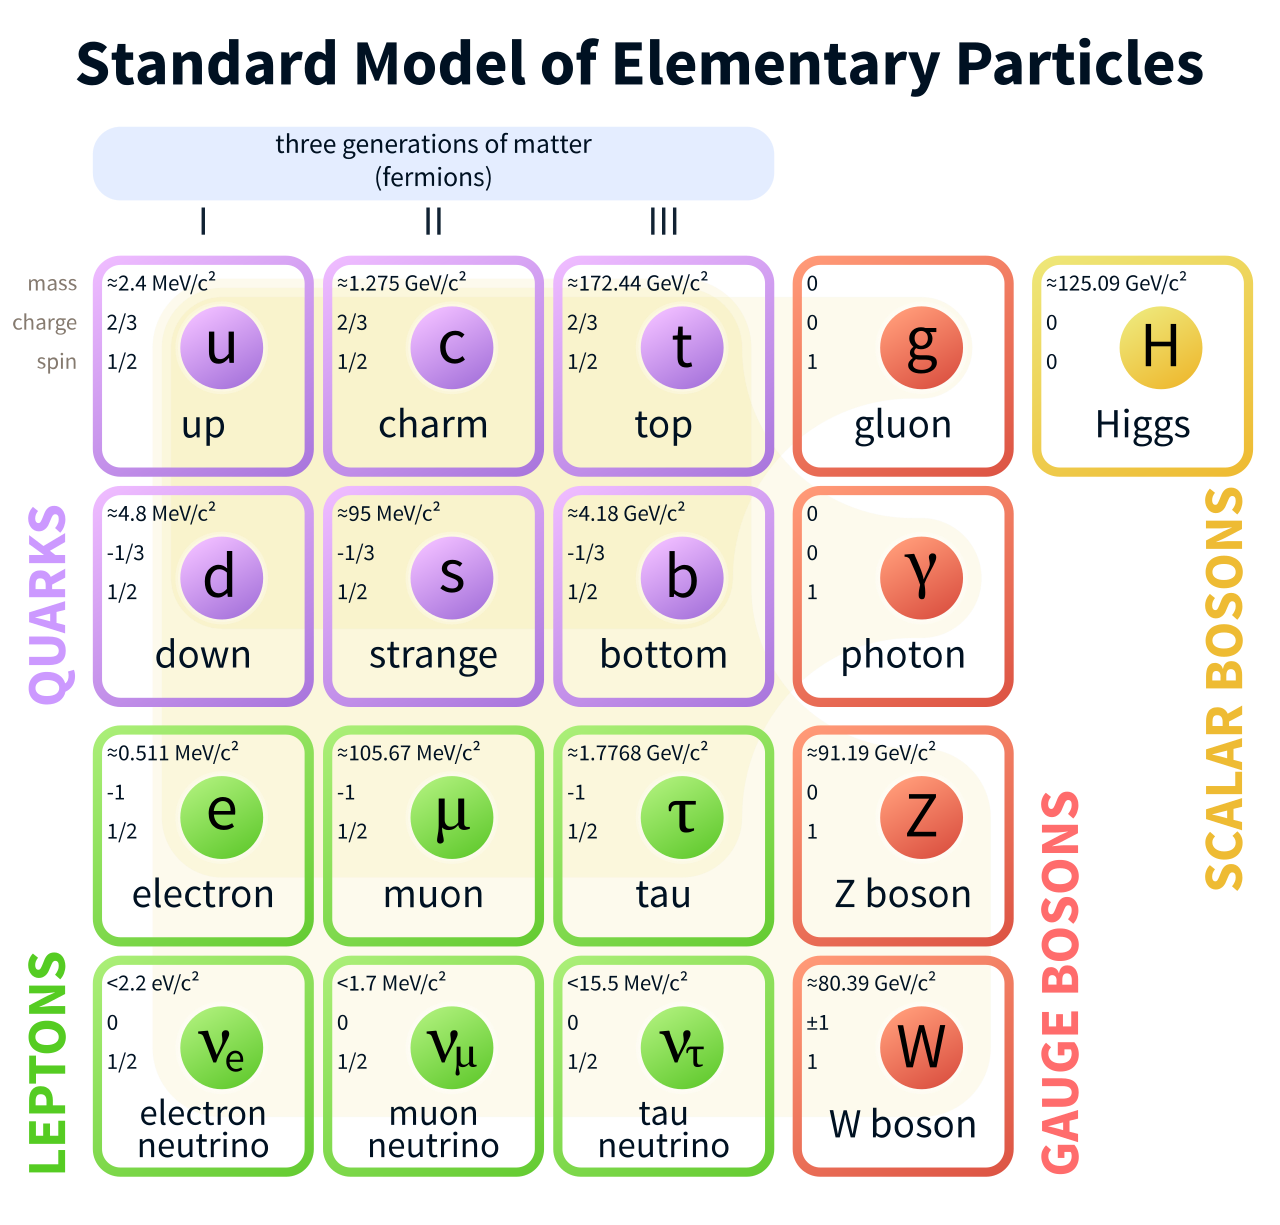 Standard Model of Elementary Particles
three generations of matter
(fermions)
I
II
III
mass
charge
spin
≈2.4 MeV/c²
2/3
1/2
u
up
≈1.275 GeV/c²
2/3
1/2
c
charm
≈172.44 GeV/c²
2/3
1/2
t
top
0
0
1
g
gluon
≈125.09 GeV/c²
0
0
H
Higgs
QUARKS
≈4.8 MeV/c²
-1/3
1/2
d
down
≈95 MeV/c²
-1/3
1/2
s
strange
≈4.18 GeV/c²
-1/3
1/2
b
bottom
0
0
1
γ
photon
SCALAR BOSONS
≈0.511 MeV/c²
-1
1/2
e
electron
≈105.67 MeV/c²
-1
1/2
μ
muon
≈1.7768 GeV/c²
-1
1/2
τ
tau
≈91.19 GeV/c²
0
1
Z
Z boson
GAUGE BOSONS
LEPTONS
<2.2 eV/c²
0
1/2
νe
electron
neutrino
<1.7 MeV/c²
0
1/2
νμ
muon
neutrino
<15.5 MeV/c²
0
1/2
ντ
tau
neutrino
≈80.39 GeV/c²
±1
1
W
W boson